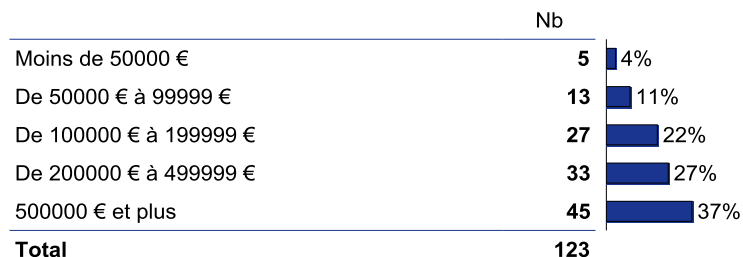 Nb
Moins de 50000 € 5 4%
De 50000 € à 99999 € 13 11%
De 100000 € à 199999 € 27 22%
De 200000 € à 499999 € 33 27%
500000 € et plus 45 37%
Total 123